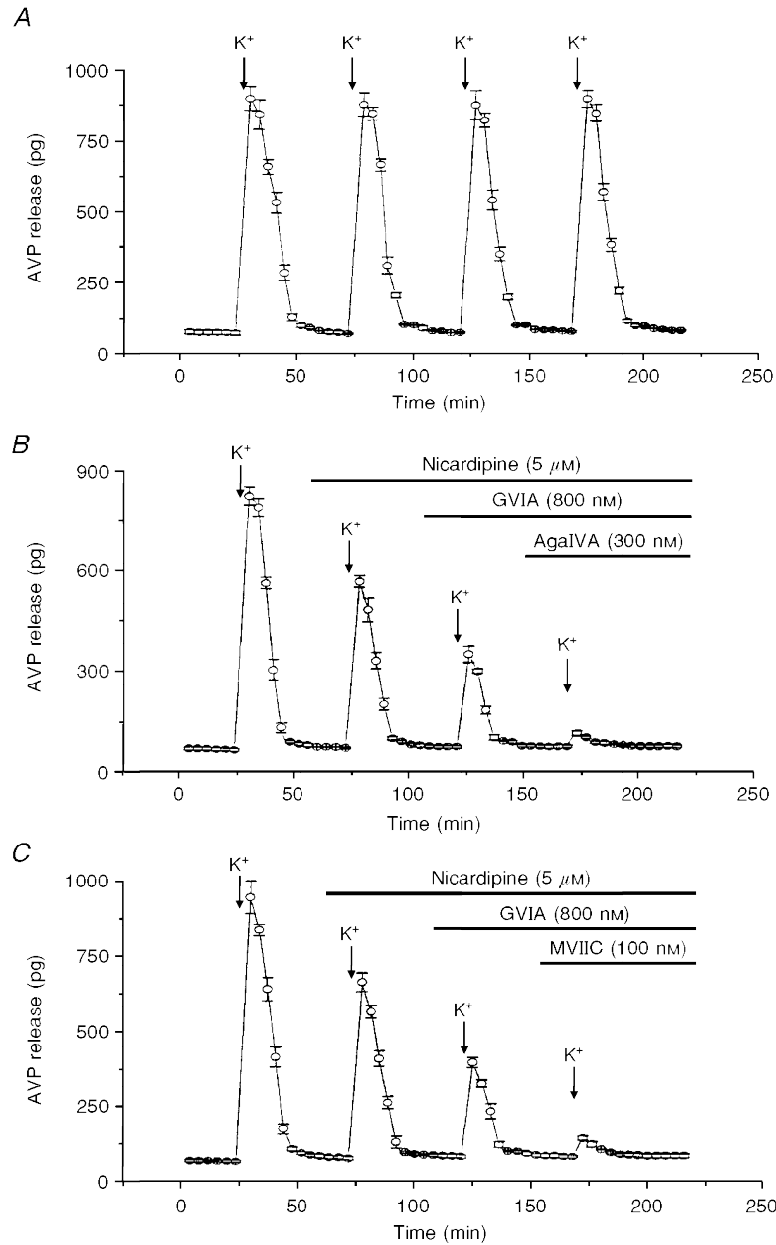 A
K⁺ K⁺ K⁺ K⁺
1000
750
500
250
0
AVP release (pg)
0 50 100 150 200 250
Time (min)
B
K⁺
Nicardipine (5 μM)
GVIA (800 nM)
K⁺
AgaIVA (300 nM)
K⁺
K⁺
900
600
300
0
AVP release (pg)
0 50 100 150 200 250
Time (min)
C
K⁺
Nicardipine (5 μM)
GVIA (800 nM)
K⁺
MVIIC (100 nM)
K⁺
K⁺
1000
750
500
250
0
AVP release (pg)
0 50 100 150 200 250
Time (min)